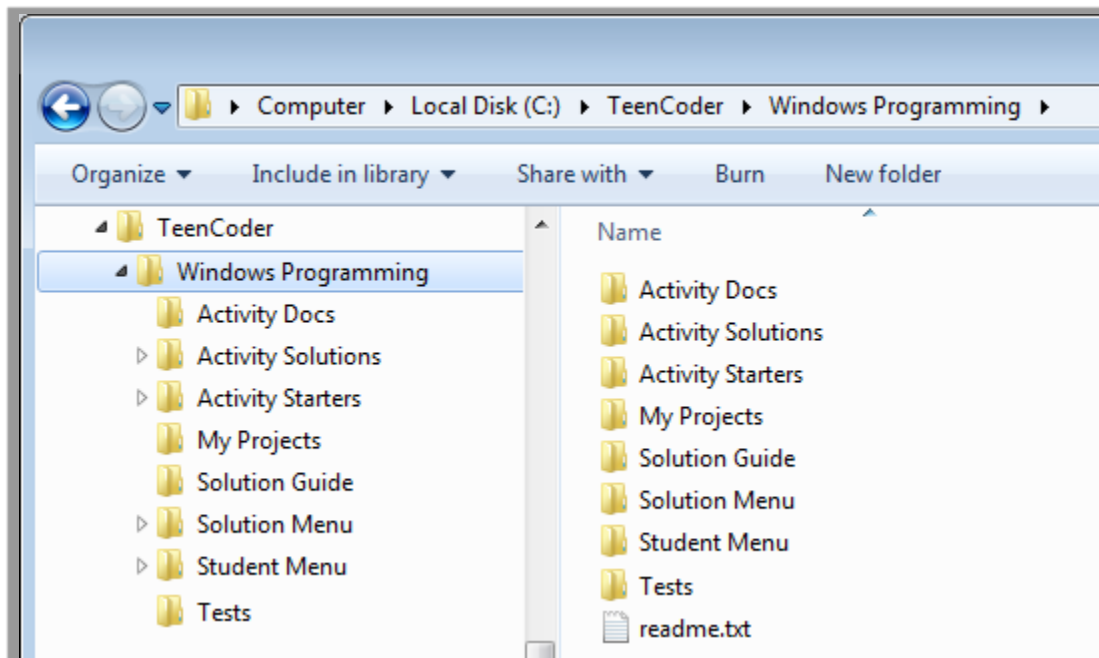 Computer Local Disk (C:) TeenCoder Windows Programming
Organize Include in library Share with Burn New folder
TeenCoder
Windows Programming
Activity Docs
Activity Solutions
Activity Starters
My Projects
Solution Guide
Solution Menu
Student Menu
Tests
Name
Activity Docs
Activity Solutions
Activity Starters
My Projects
Solution Guide
Solution Menu
Student Menu
Tests
readme.txt